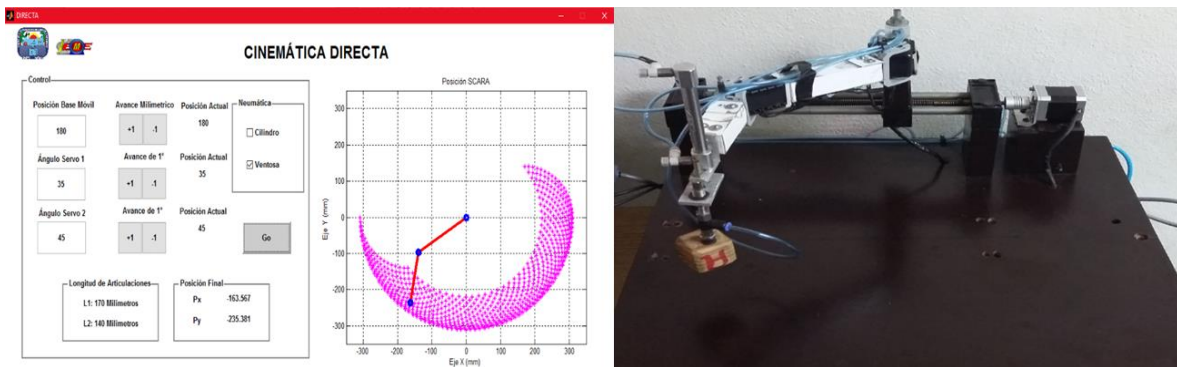 DIRECTA
CINEMÁTICA DIRECTA
Control
Posición Base Móvil
Avance Milimetrico
Posición Actual
Neumática
180
+1
-1
180
Cilindro
Ventosa
Ángulo Servo 1
Avance de 1°
Posición Actual
35
+1
-1
35
Ángulo Servo 2
Avance de 1°
Posición Actual
45
+1
-1
45
Go
Longitud de Articulaciones
L1: 170 Milimetros
L2: 140 Milimetros
Posición Final
Px
-163.567
Py
-235.381
Posición SCARA
Eje Y (mm)
300
200
100
0
-100
-200
-300
-300
-200
-100
0
100
200
300
Eje X (mm)
H